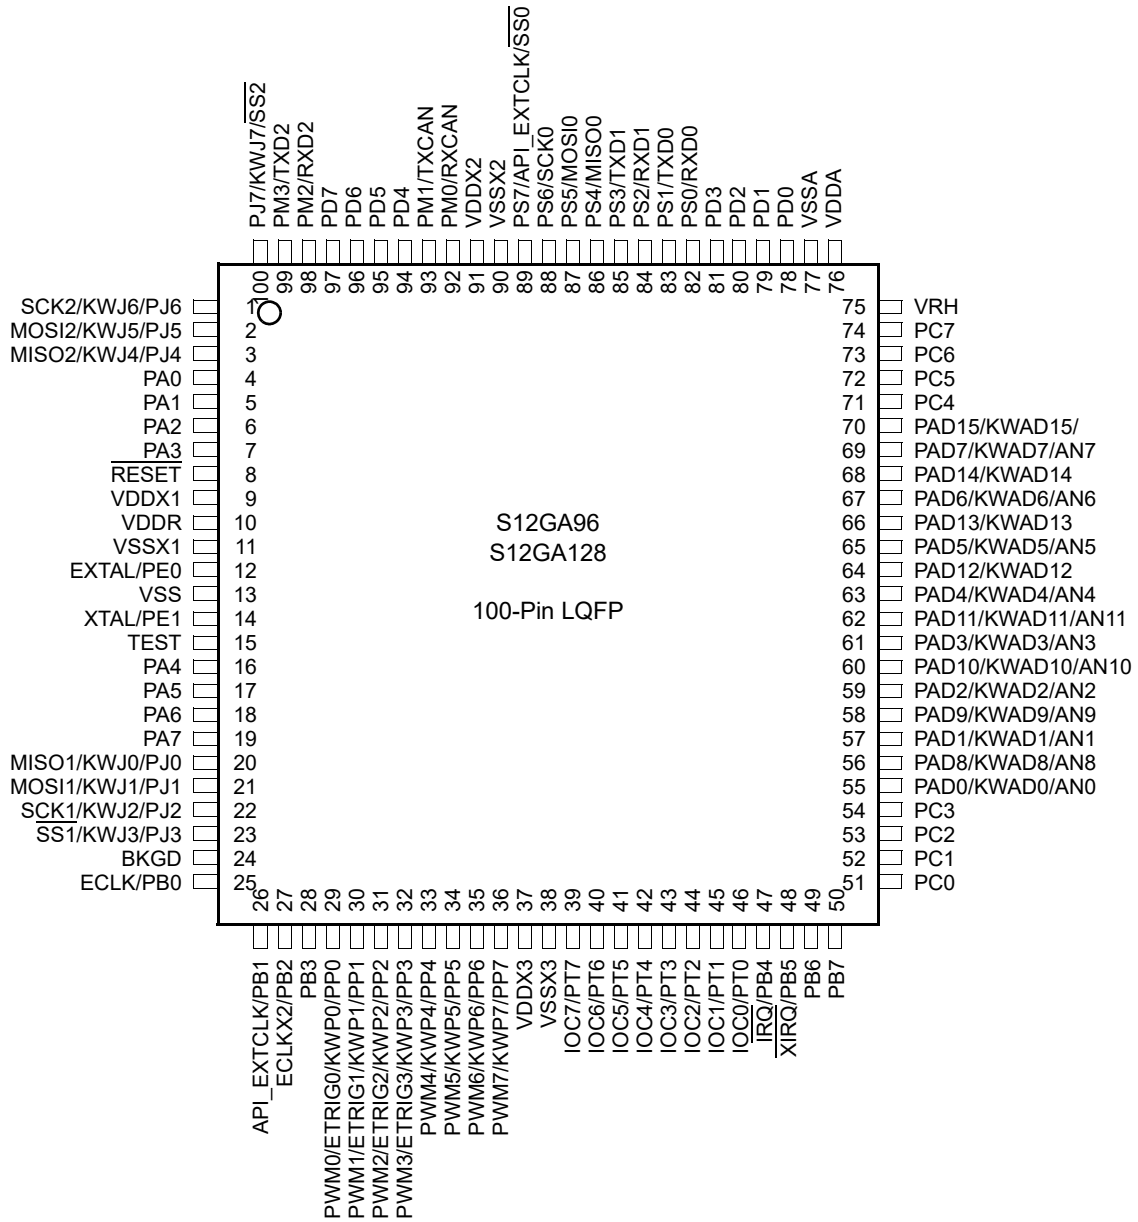 PJ7/KWJ7/SS2
PM3/TXD2
PM2/RXD2
PD7
PD6
PD5
PD4
PM1/TXCAN
PM0/RXCAN
VDDX2
VSSX2
PS7/API_EXTCLK/SS0
PS6/SCK0
PS5/MOSI0
PS4/MISO0
PS3/TXD1
PS2/RXD1
PS1/TXD0
PS0/RXD0
PD3
PD2
PD1
PD0
VSSA
VDDA
100
99
98
97
96
95
94
93
92
91
90
89
88
87
86
85
84
83
82
81
80
79
78
77
76
SCK2/KWJ6/PJ6 1
MOSI2/KWJ5/PJ5 2
MISO2/KWJ4/PJ4 3
PA0 4
PA1 5
PA2 6
PA3 7
RESET 8
VDDX1 9
VDDR 10
VSSX1 11
EXTAL/PE0 12
VSS 13
XTAL/PE1 14
TEST 15
PA4 16
PA5 17
PA6 18
PA7 19
MISO1/KWJ0/PJ0 20
MOSI1/KWJ1/PJ1 21
SCK1/KWJ2/PJ2 22
SS1/KWJ3/PJ3 23
BKGD 24
ECLK/PB0 25
S12GA96
S12GA128
100-Pin LQFP
75 VRH
74 PC7
73 PC6
72 PC5
71 PC4
70 PAD15/KWAD15/
69 PAD7/KWAD7/AN7
68 PAD14/KWAD14
67 PAD6/KWAD6/AN6
66 PAD13/KWAD13
65 PAD5/KWAD5/AN5
64 PAD12/KWAD12
63 PAD4/KWAD4/AN4
62 PAD11/KWAD11/AN11
61 PAD3/KWAD3/AN3
60 PAD10/KWAD10/AN10
59 PAD2/KWAD2/AN2
58 PAD9/KWAD9/AN9
57 PAD1/KWAD1/AN1
56 PAD8/KWAD8/AN8
55 PAD0/KWAD0/AN0
54 PC3
53 PC2
52 PC1
51 PC0
26
27
28
29
30
31
32
33
34
35
36
37
38
39
40
41
42
43
44
45
46
47
48
49
50
API_EXTCLK/PB1
ECLKX2/PB2
PB3
PWM0/ETRIG0/KWP0/PP0
PWM1/ETRIG1/KWP1/PP1
PWM2/ETRIG2/KWP2/PP2
PWM3/ETRIG3/KWP3/PP3
PWM4/KWP4/PP4
PWM5/KWP5/PP5
PWM6/KWP6/PP6
PWM7/KWP7/PP7
VDDX3
VSSX3
IOC7/PT7
IOC6/PT6
IOC5/PT5
IOC4/PT4
IOC3/PT3
IOC2/PT2
IOC1/PT1
IOC0/PT0
IRQ/PB4
XIRQ/PB5
PB6
PB7